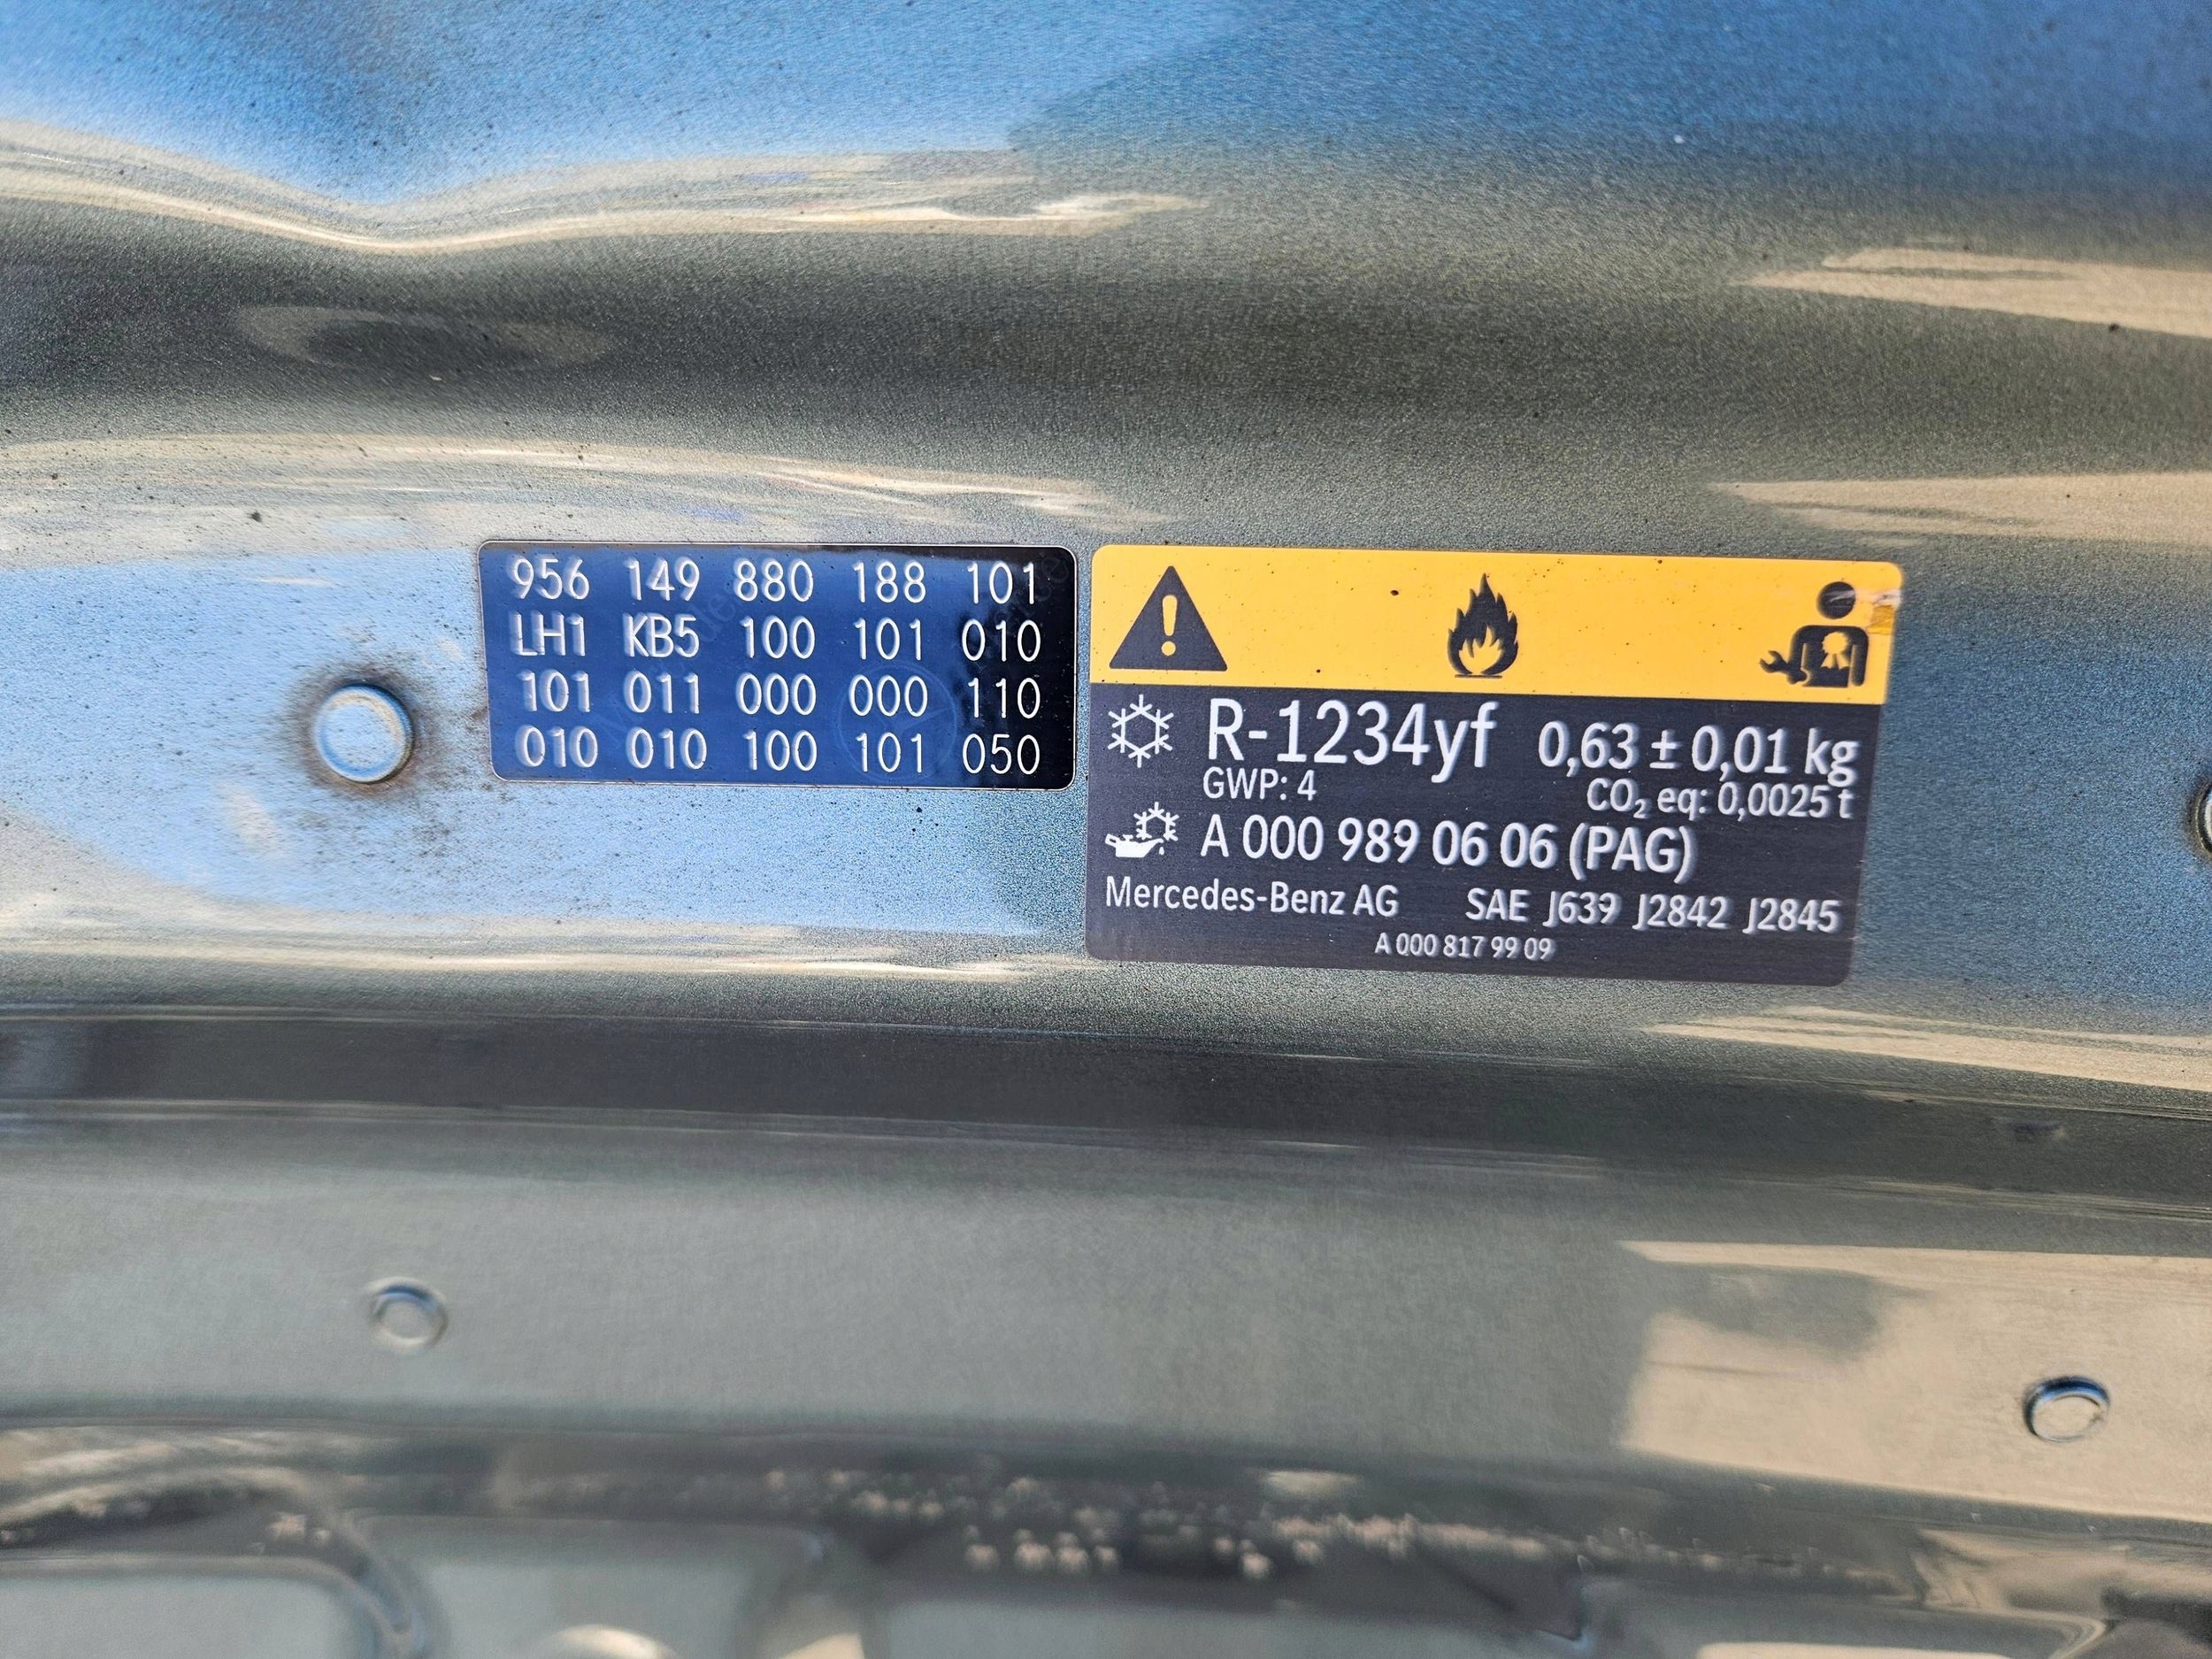 956 149 880 188 101
LH1 KB5 100 101 010
101 011 000 000 110
010 010 100 101 050
R-1234yf 0,63 ± 0,01 kg
GWP: 4 CO₂ eq: 0,0025 t
A 000 989 06 06 (PAG)
Mercedes-Benz AG SAE J639 J2842 J2845
A 000 817 99 09